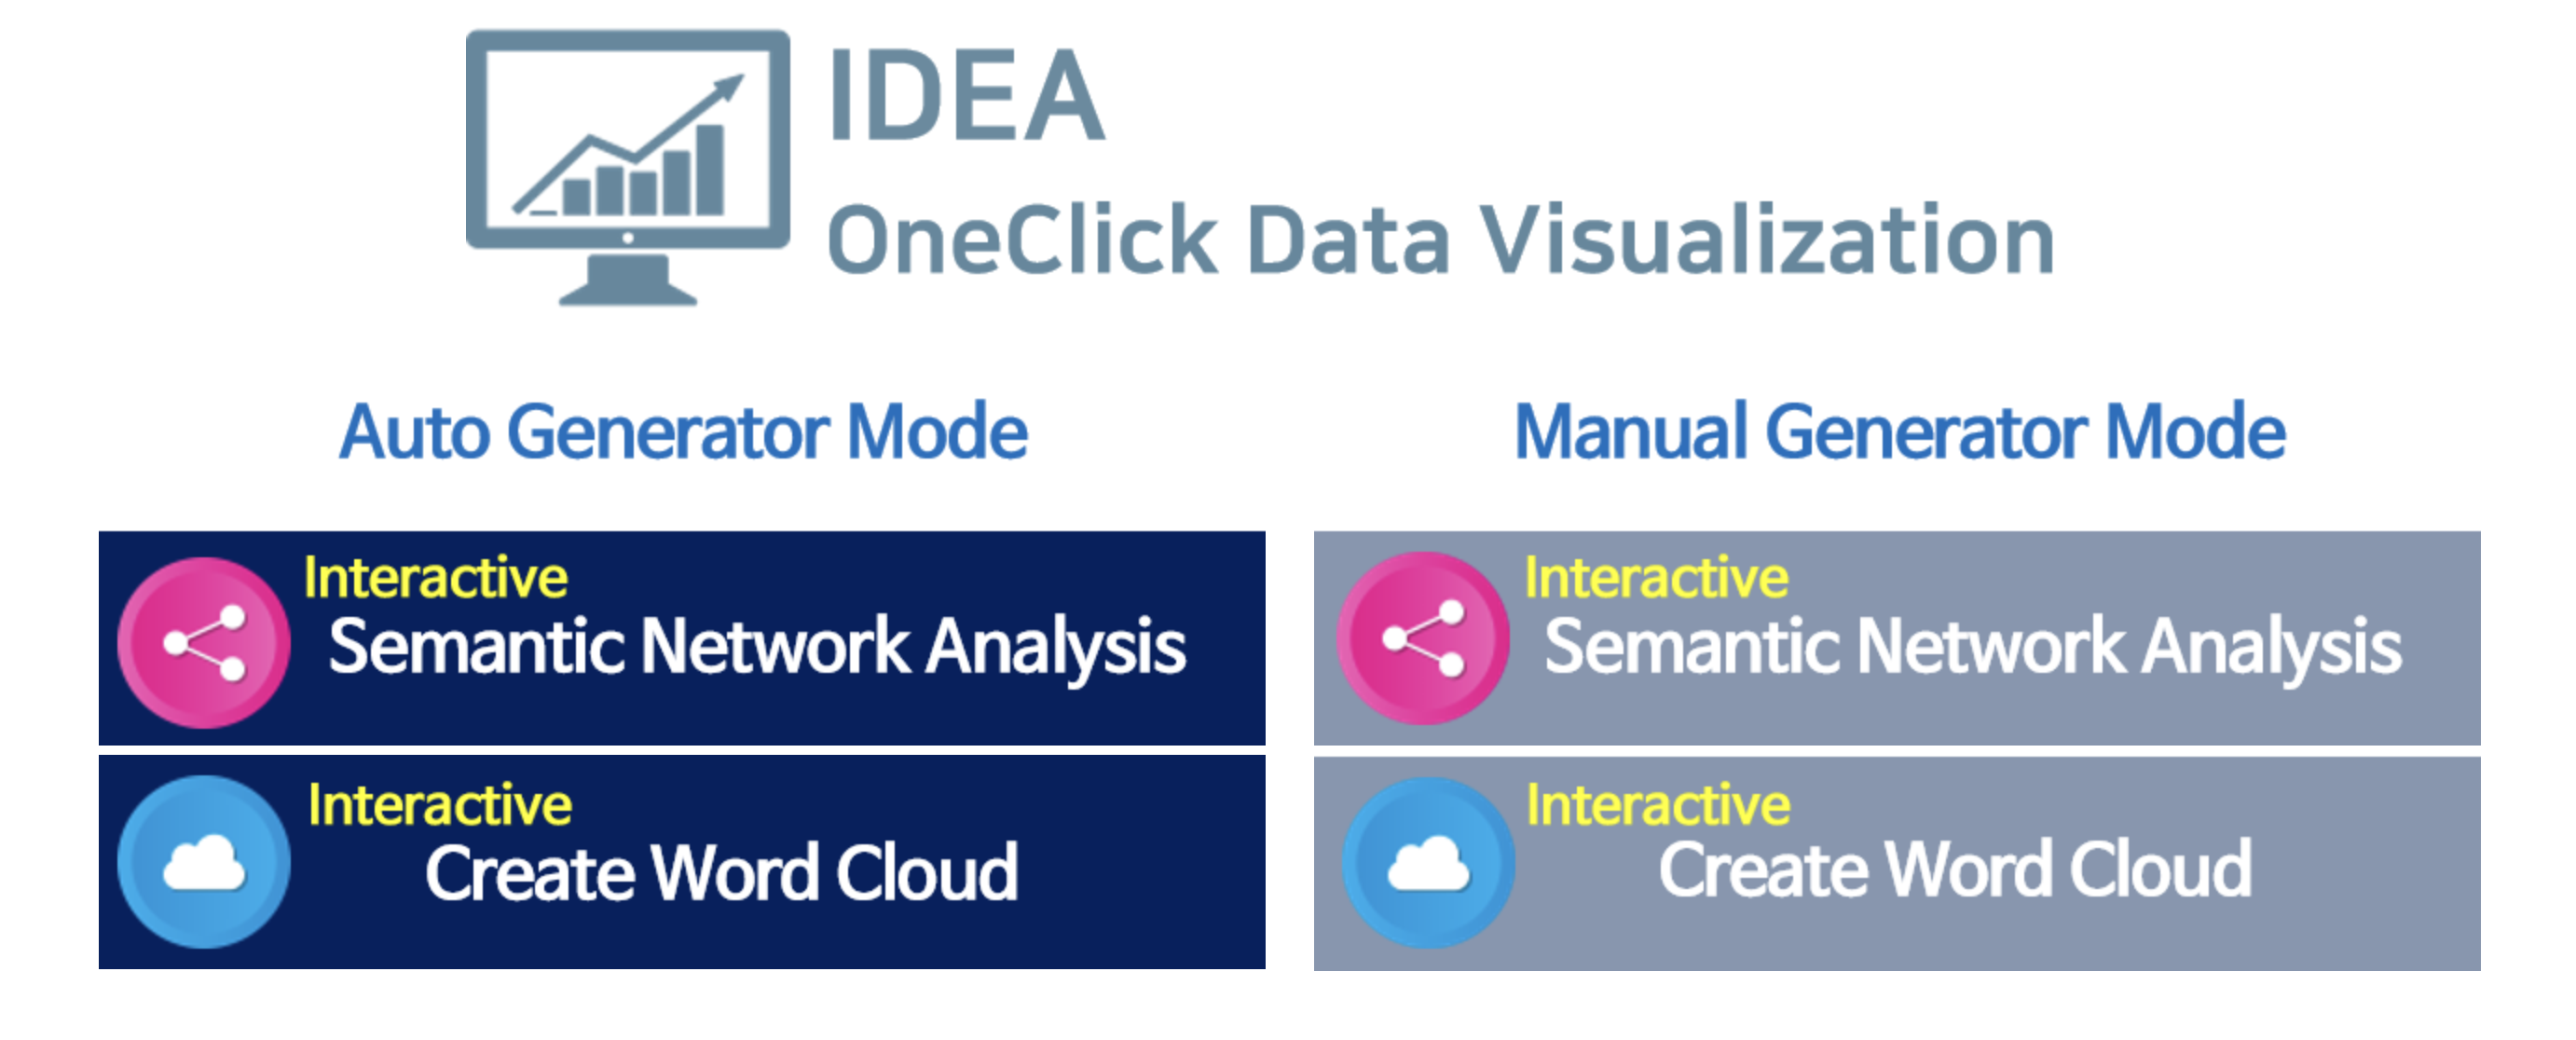 IDEA
OneClick Data Visualization
Auto Generator Mode
Interactive
Semantic Network Analysis
Interactive
Create Word Cloud
Manual Generator Mode
Interactive
Semantic Network Analysis
Interactive
Create Word Cloud